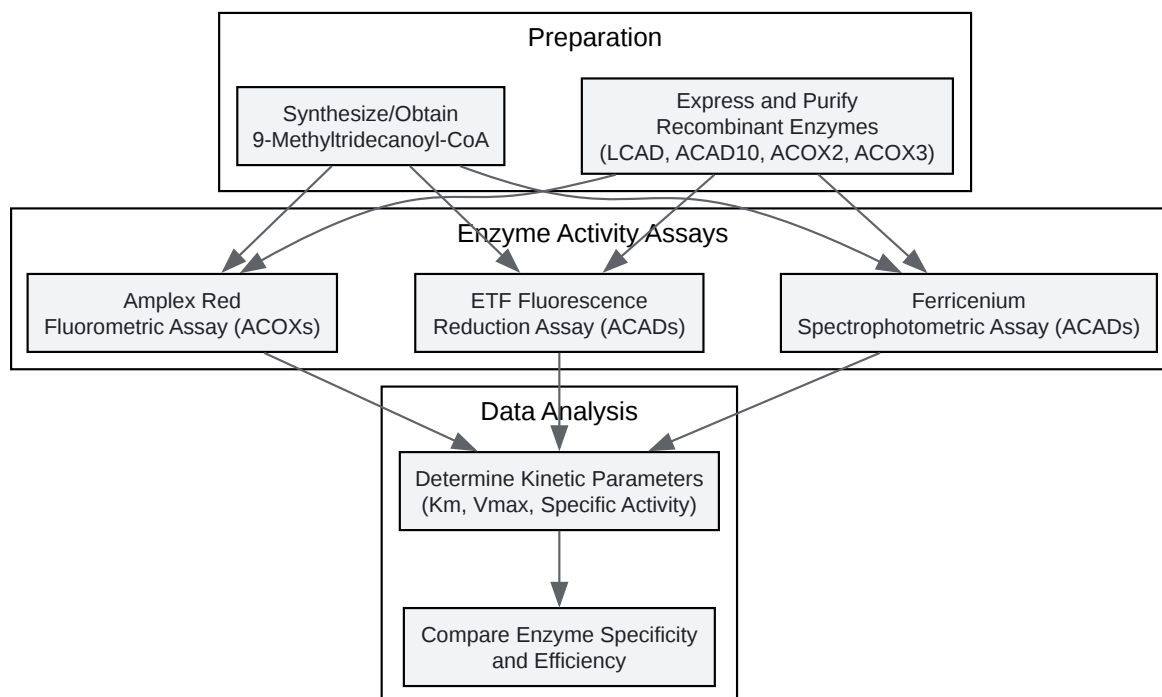 Preparation
Synthesize/Obtain
9-Methyltridecanoyl-CoA
Express and Purify
Recombinant Enzymes
(LCAD, ACAD10, ACOX2, ACOX3)
Enzyme Activity Assays
Amplex Red
Fluorometric Assay (ACOXs)
ETF Fluorescence
Reduction Assay (ACADs)
Ferricenium
Spectrophotometric Assay (ACADs)
Data Analysis
Determine Kinetic Parameters
(Km, Vmax, Specific Activity)
Compare Enzyme Specificity
and Efficiency